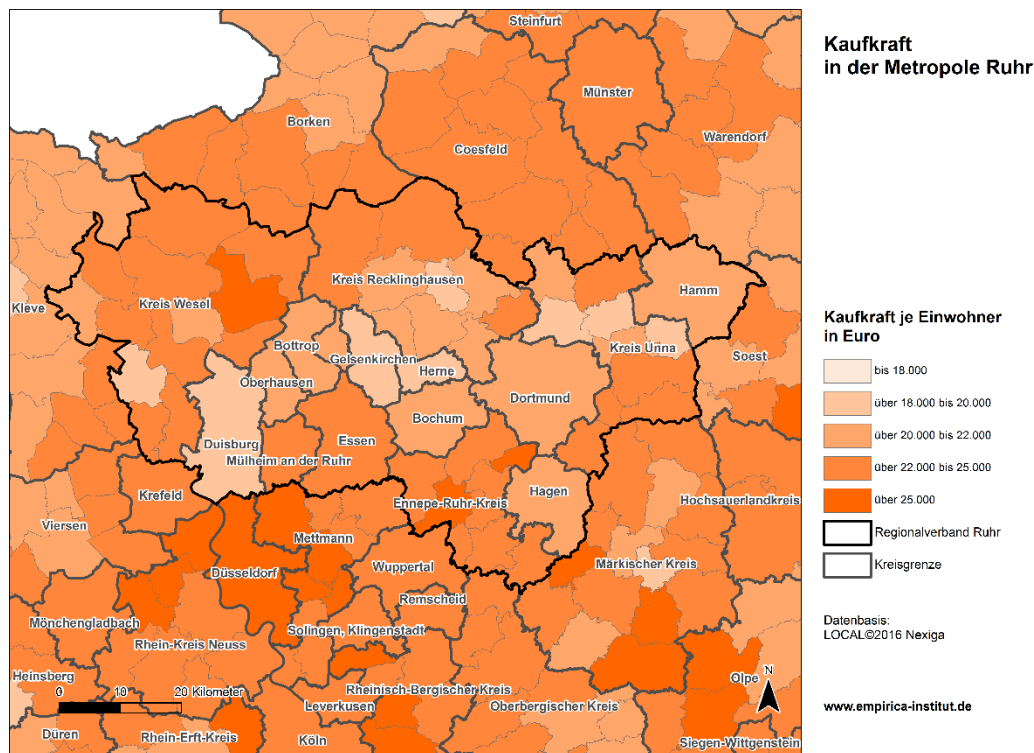 Kaufkraft
in der Metropole Ruhr
Steinfurt
Münster
Borken
Warendorf
Coesfeld
Kreis Recklinghausen
Hamm
Kleve
Kreis Wesel
Kreis Unna
Soest
Bottrop
Gelsenkirchen
Herne
Oberhausen
Dortmund
Bochum
Duisburg
Essen
Mülheim an der Ruhr
Krefeld
Ennepe-Ruhr-Kreis
Hagen
Hochsauerlandkreis
Viersen
Mettmann
Düsseldorf
Wuppertal
Märkischer Kreis
Remscheid
Mönchengladbach
Solingen, Klingenstadt
Rhein-Kreis Neuss
Heinsberg
Rheinisch-Bergischer Kreis
Olpe
Leverkusen
Oberbergischer Kreis
Düren
Rhein-Erft-Kreis
Köln
Siegen-Wittgenstein
0 10 20 Kilometer
N
Kaufkraft je Einwohner
in Euro
bis 18.000
über 18.000 bis 20.000
über 20.000 bis 22.000
über 22.000 bis 25.000
über 25.000
Regionalverband Ruhr
Kreisgrenze
Datenbasis:
LOCAL©2016 Nexiga
www.empirica-institut.de